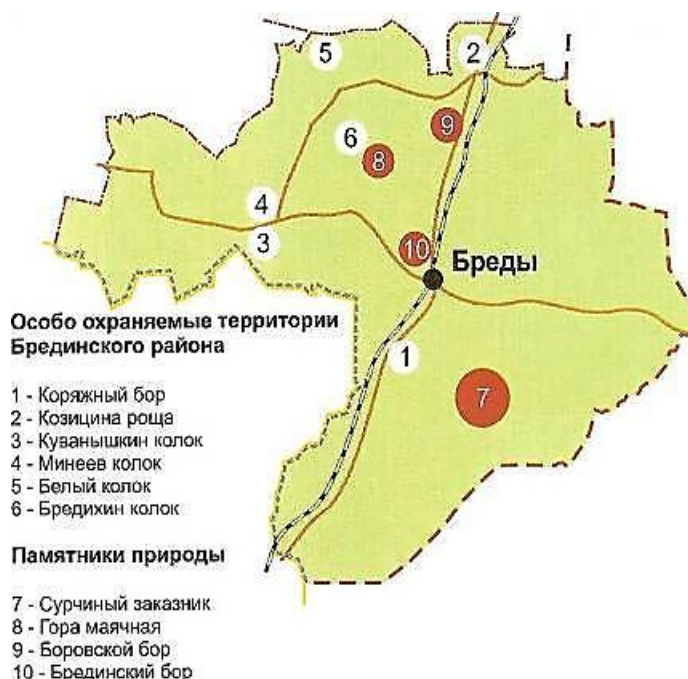 5
2
9
6
8
4
3
10
Бреды
1
7
Особо охраняемые территории
Брединского района
1 - Коряжный бор
2 - Козицина роща
3 - Куванышкин колок
4 - Минеев колок
5 - Белый колок
6 - Бредихин колок
Памятники природы
7 - Сурчиный заказник
8 - Гора маячная
9 - Боровской бор
10 - Брединский бор